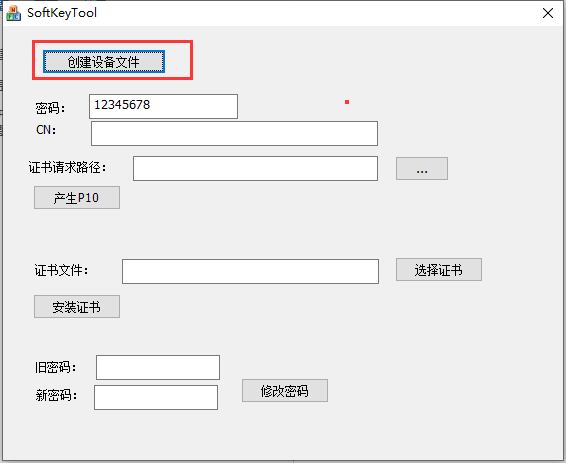 SoftKeyTool
创建设备文件
密码： 12345678
CN：
证书请求路径： ...
产生P10
证书文件： 选择证书
安装证书
旧密码：
新密码： 修改密码